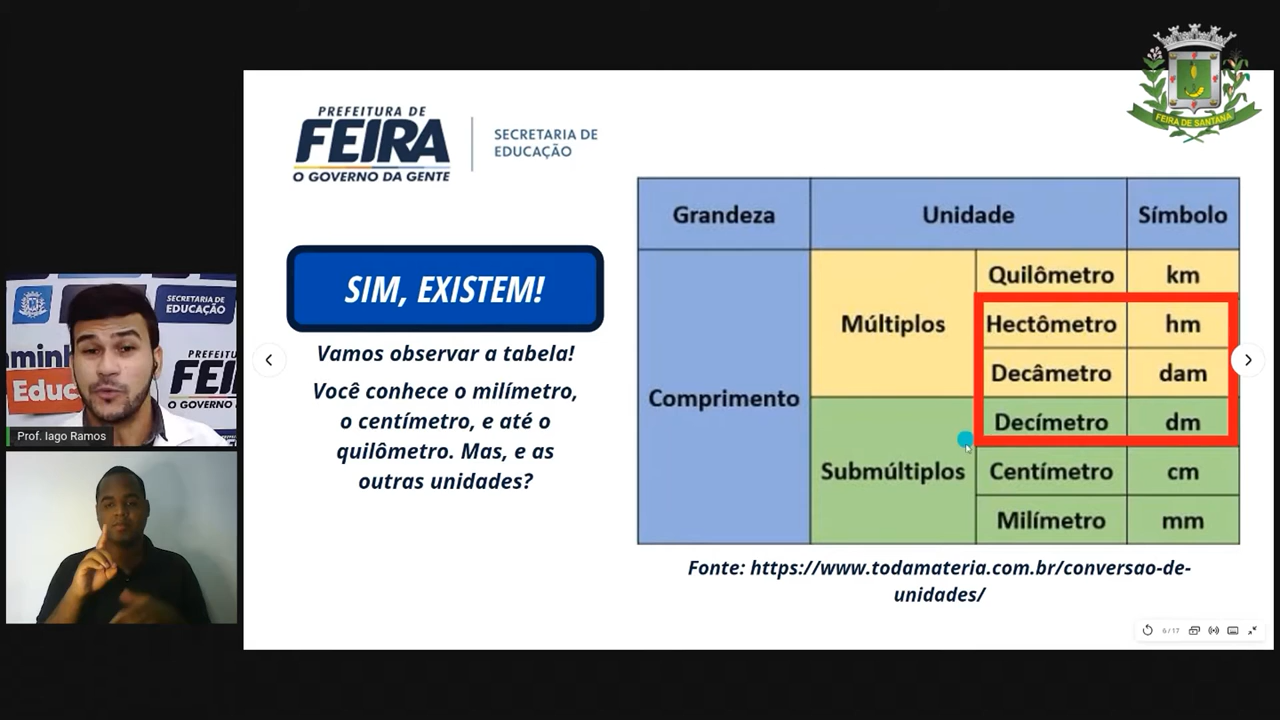 FEIRA DE SANTANA
PREFEITURA DE
FEIRA
O GOVERNO DA GENTE
SECRETARIA DE
EDUCAÇÃO
SIM, EXISTEM!
Vamos observar a tabela!
Você conhece o milímetro,
o centímetro, e até o
quilômetro. Mas, e as
outras unidades?
Grandeza Unidade Símbolo
Comprimento
Múltiplos
Quilômetro km
Hectômetro hm
Decâmetro dam
Submúltiplos
Decímetro dm
Centímetro cm
Milímetro mm
Fonte: https://www.todamateria.com.br/conversao-de-
unidades/
6/17
SECRETARIA DE
EDUCAÇÃO
aminh
Educ
PREFEITU
FEI
O GOVERNO D
Prof. Iago Ramos